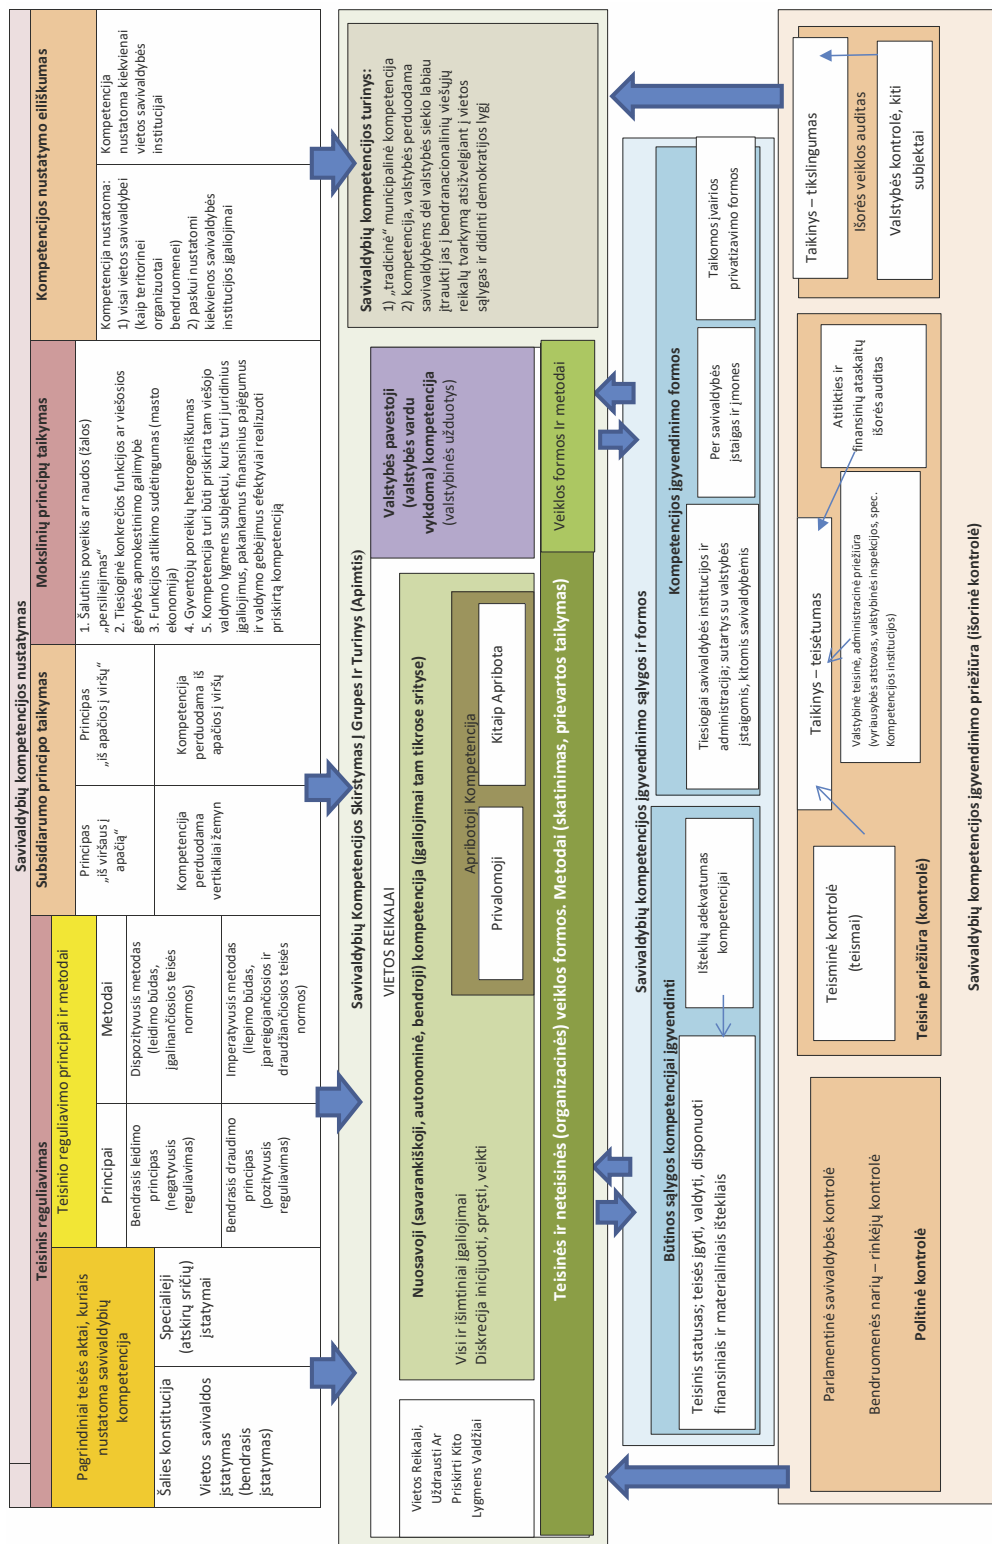 Savivaldybių kompetencijos nustatymas
Teisinis reguliavimas
Subsidiarumo principo taikymas
Mokslinių principų taikymas
Kompetencijos nustatymo eiliškumas
Pagrindiniai teisės aktai, kuriais
nustatoma savivaldybių
kompetencija
Teisinio reguliavimo principai ir metodai
Šalies konstitucija
Vietos savivaldos
įstatymas
(bendrasis
įstatymas)
Specialieji
(atskirų sričių)
įstatymai
Principai
Metodai
Bendrasis leidimo
principas
(negatyvusis
reguliavimas)
Dispozityvusis metodas
(leidimo būdas,
įgalinančiosios teisės
normos)
Bendrasis draudimo
principas
(pozityvusis
reguliavimas)
Imperatyvusis metodas
(liepimo būdas,
įpareigojančiosios ir
draudžiančiosios teisės
normos)
Principas
„iš viršaus į
apačią“
Principas
„iš apačios į viršų“
Kompetencija
perduodama
vertikaliai žemyn
Kompetencija
perduodama iš
apačios į viršų
1. Šalutinis poveikis ar naudos (žalos)
„persiliejimas“
2. Tiesioginė konkrečios funkcijos ar viešosios
gėrybės apmokestinimo galimybė
3. Funkcijos atlikimo sudėtingumas (masto
ekonomija)
4. Gyventojų poreikių heterogeniškumas
5. Kompetencija turi būti priskirta tam viešojo
valdymo lygmens subjektui, kuris turi juridinius
įgaliojimus, pakankamus finansinius pajėgumus
ir valdymo gebėjimus efektyviai realizuoti
priskirtą kompetenciją
Kompetencija nustatoma:
1) visai vietos savivaldybei
(kaip teritorinei
organizuotai
bendruomenei)
2) paskui nustatomi
kiekvienos savivaldybės
institucijos įgaliojimai
Kompetencija
nustatoma kiekvienai
vietos savivaldybės
institucijai
Savivaldybių Kompetencijos Skirstymas Į Grupes Ir Turinys (Apimtis)
VIETOS REIKALAI
Vietos Reikalai,
Uždrausti Ar
Priskirti Kito
Lygmens Valdžiai
Nuosavoji (savarankiškoji, autonominė, bendroji) kompetencija (įgaliojimai tam tikrose srityse)
Visi ir išimtiniai įgaliojimai
Diskrecija inicijuoti, spręsti, veikti
Apribotoji Kompetencija
Privalomoji
Kitaip Apribota
Valstybės pavestoji
(valstybės vardu
vykdoma) kompetencija
(valstybinės užduotys)
Savivaldybių kompetencijos turinys:
1) „tradicinė“ municipalinė kompetencija
2) kompetencija, valstybės perduodama
savivaldybėms dėl valstybės siekio labiau
įtraukti jas į bendranacionalinių viešųjų
reikalų tvarkymą atsižvelgiant į vietos
sąlygas ir didinti demokratijos lygį
Teisinės ir neteisinės (organizacinės) veiklos formos. Metodai (skatinimas, prievartos taikymas)
Veiklos formos Ir metodai
Savivaldybių kompetencijos įgyvendinimo sąlygos ir formos
Būtinos sąlygos kompetencijai įgyvendinti
Teisinis statusas; teisės įgyti, valdyti, disponuoti
finansiniais ir materialiniais ištekliais
Išteklių adekvatumas
kompetencijai
Kompetencijos įgyvendinimo formos
Tiesiogiai savivaldybės institucijos ir
administracija; sutartys su valstybės
įstaigomis, kitomis savivaldybėmis
Per savivaldybės
įstaigas ir įmones
Taikomos įvairios
privatizavimo formos
Parlamentinė savivaldybės kontrolė
Bendruomenės narių – rinkėjų kontrolė
Politinė kontrolė
Teisminė kontrolė
(teismai)
Taikinys – teisėtumas
Valstybinė teisinė, administracinė priežiūra
(vyriausybės atstovas, valstybinės inspekcijos, spec.
Kompetencijos institucijos)
Atitikties ir
finansinių ataskaitų
išorės auditas
Teisinė priežiūra (kontrolė)
Taikinys – tikslingumas
Išorės veiklos auditas
Valstybės kontrolė, kiti
subjektai
Savivaldybių kompetencijos įgyvendinimo priežiūra (išorinė kontrolė)